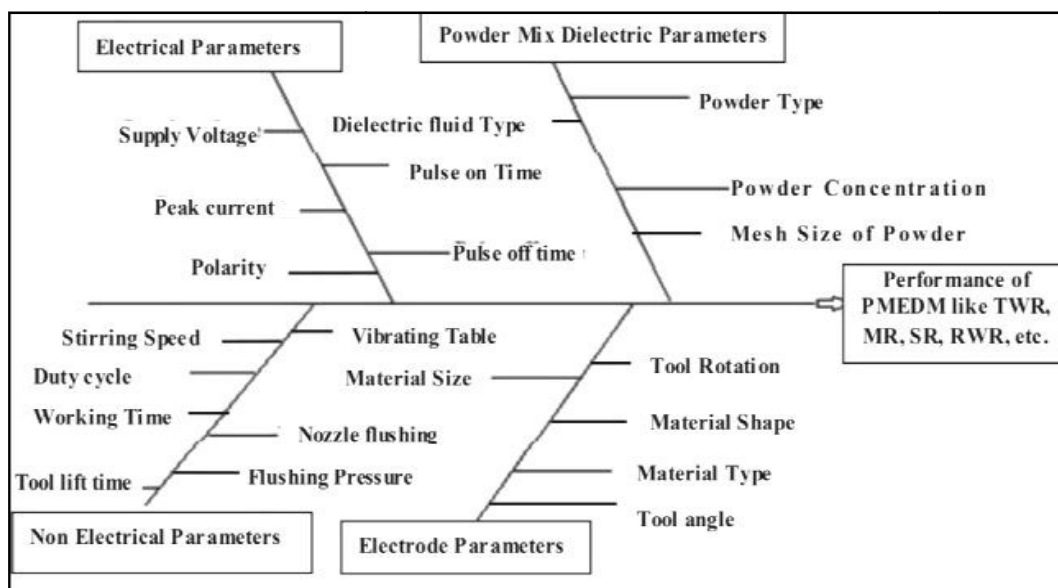 Electrical Parameters
Powder Mix Dielectric Parameters
Supply Voltage
Dielectric fluid Type
Powder Type
Pulse on Time
Peak current
Powder Concentration
Polarity
Pulse off time
Mesh Size of Powder
Performance of
PMEDM like TWR,
MR, SR, RWR, etc.
Stirring Speed
Vibrating Table
Duty cycle
Material Size
Tool Rotation
Working Time
Nozzle flushing
Material Shape
Tool lift time
Flushing Pressure
Material Type
Tool angle
Non Electrical Parameters
Electrode Parameters